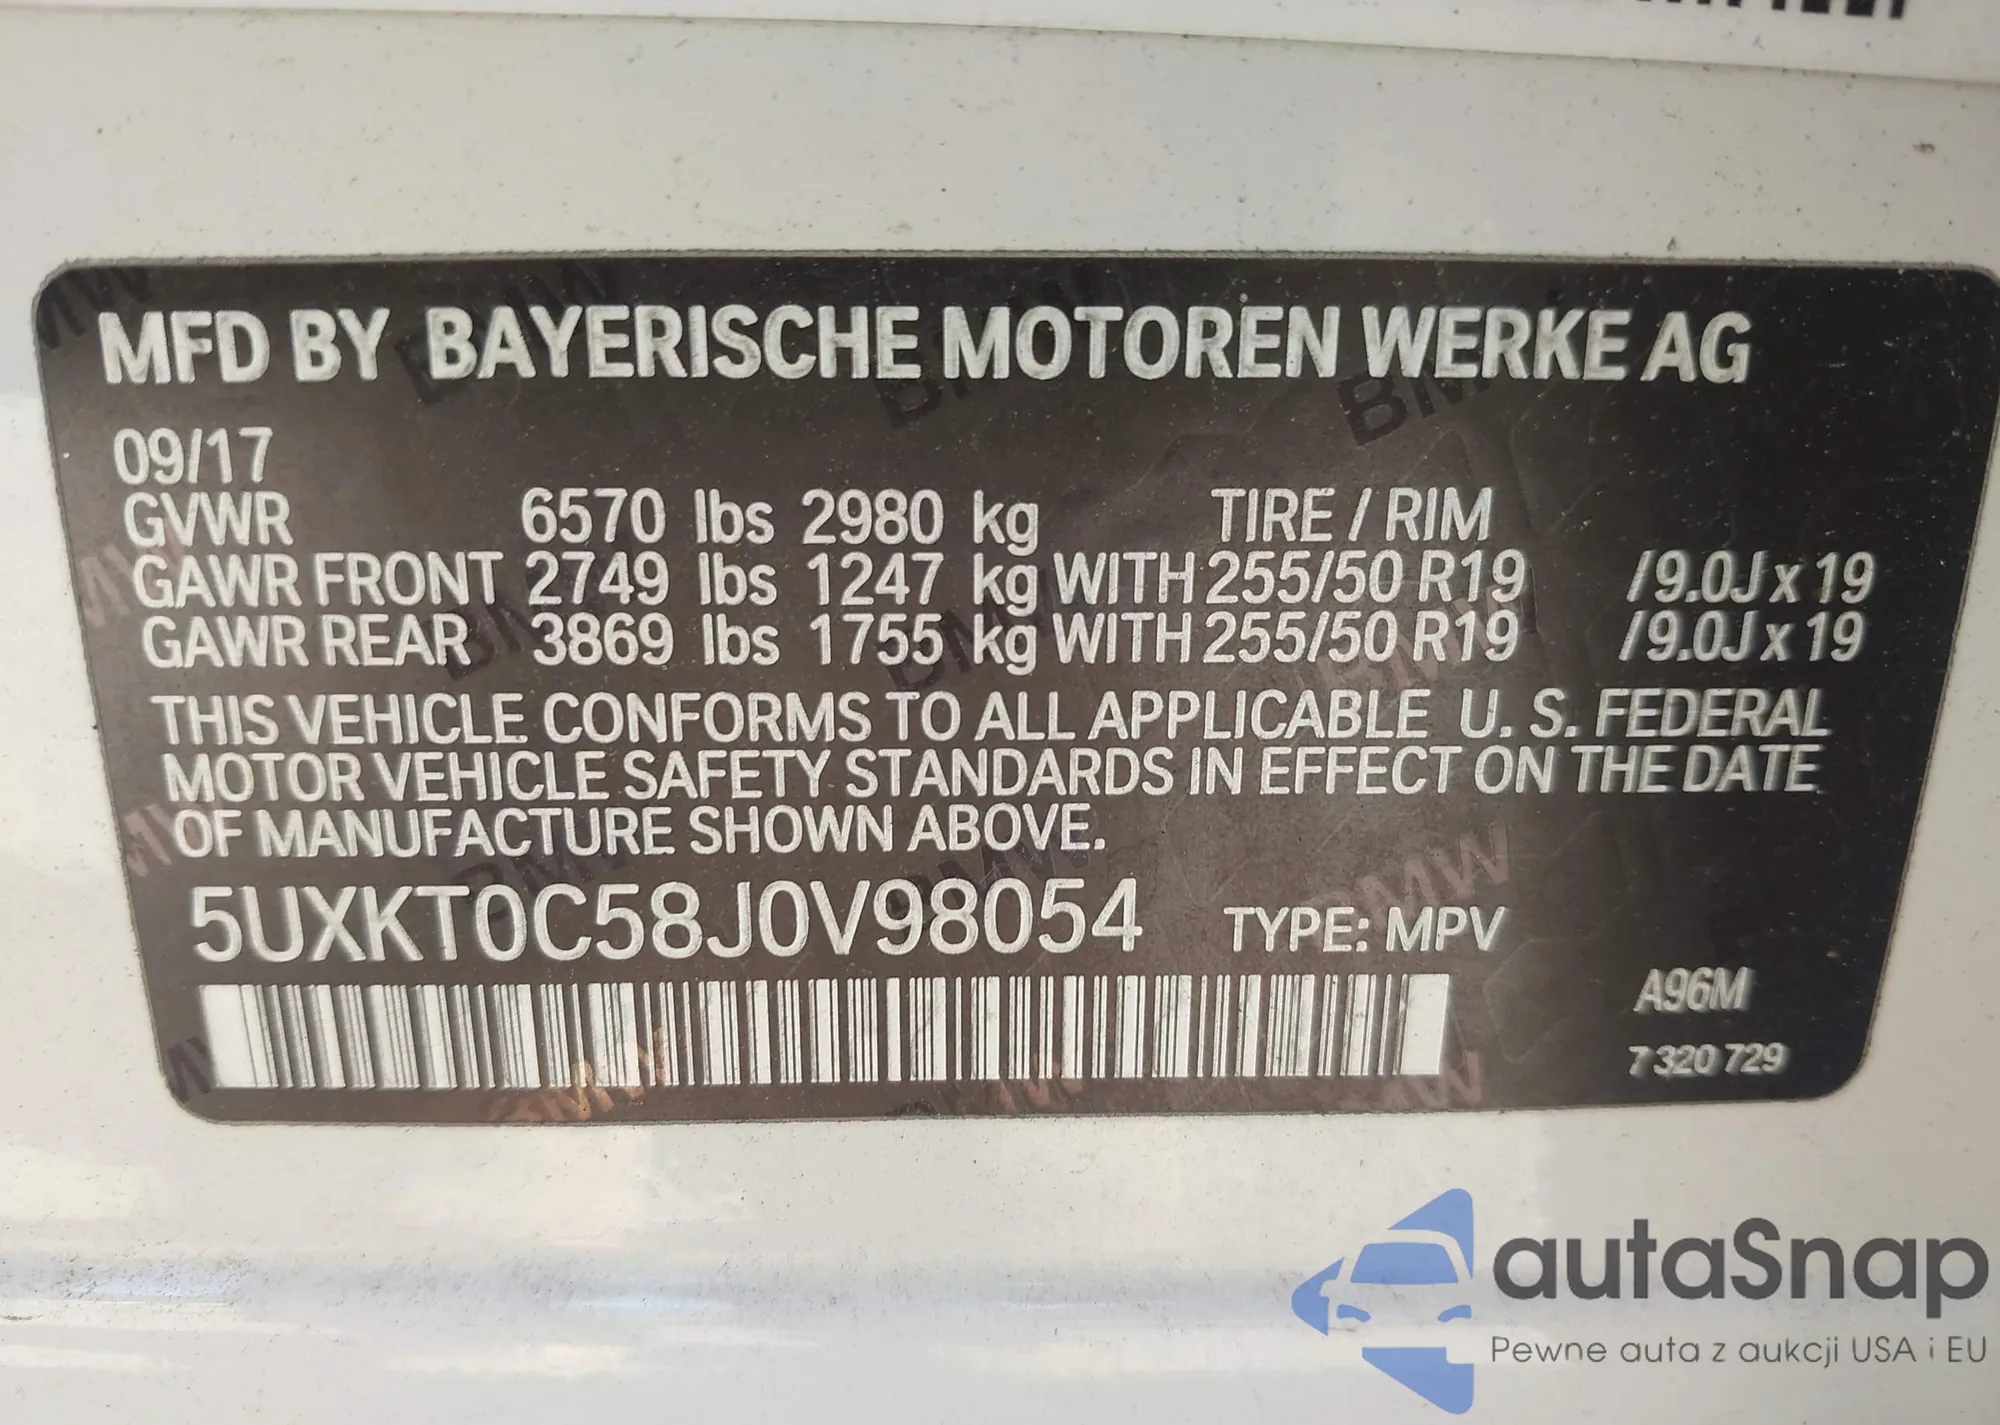 MFD BY BAYERISCHE MOTOREN WERKE AG
09/17
GVWR 6570 lbs 2980 kg TIRE / RIM
GAWR FRONT 2749 lbs 1247 kg WITH 255/50 R19 /9.0J x 19
GAWR REAR 3869 lbs 1755 kg WITH 255/50 R19 /9.0J x 19
THIS VEHICLE CONFORMS TO ALL APPLICABLE U. S. FEDERAL
MOTOR VEHICLE SAFETY STANDARDS IN EFFECT ON THE DATE
OF MANUFACTURE SHOWN ABOVE.
5UXKT0C58J0V98054 TYPE: MPV
A96M
7 320 729
autaSnap
Pewne auta z aukcji USA i EU